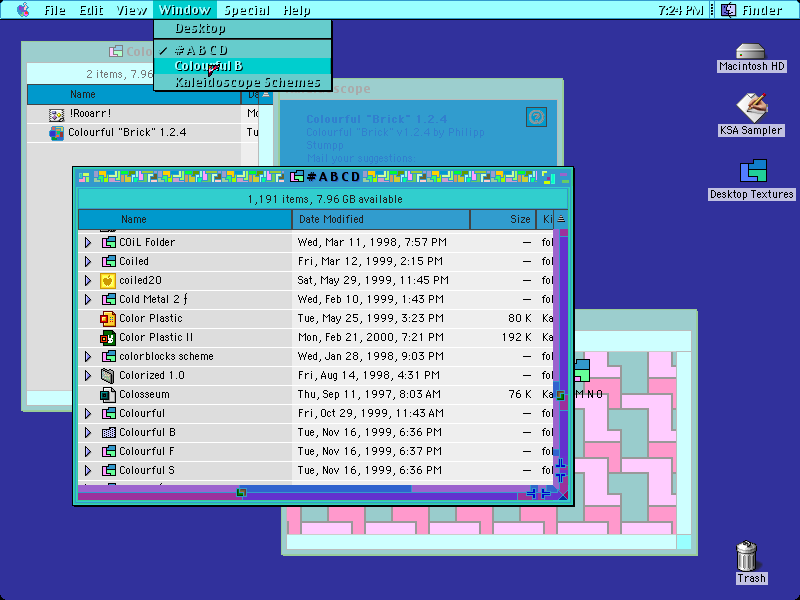 File Edit View Window Special Help 7:24 PM Finder
Desktop
✓ #ABCD
Colourful B
Kaleidoscope Schemes
Colo
2 items, 7.96
Name Da
!Rooarr! Mo
Colourful "Brick" 1.2.4 Tu
scope
Colourful "Brick" 1.2.4
Colourful "Brick" v1.2.4 by Philipp
Stumpp
Mail your suggestions:
Macintosh HD
KSA Sampler
Desktop Textures
#ABCD
1,191 items, 7.96 GB available
Name Date Modified Size Ki
COiL Folder Wed, Mar 11, 1998, 7:57 PM — fol
Coiled Fri, Mar 12, 1999, 2:15 PM — fol
coiled20 Sat, May 29, 1999, 11:45 PM — fol
Cold Metal 2 ƒ Wed, Feb 10, 1999, 1:43 PM — fol
Color Plastic Tue, May 25, 1999, 3:23 PM 80 K Ka
Color Plastic II Mon, Feb 21, 2000, 7:21 PM 192 K Ka
colorblocks scheme Wed, Jan 28, 1998, 9:03 PM — fol
Colorized 1.0 Fri, Aug 14, 1998, 4:31 PM — fol
Colosseum Thu, Sep 11, 1997, 8:03 AM 76 K Ka
Colourful Fri, Oct 29, 1999, 11:43 AM — fol
Colourful B Tue, Nov 16, 1999, 6:36 PM — fol
Colourful F Tue, Nov 16, 1999, 6:37 PM — fol
Colourful S Tue, Nov 16, 1999, 6:36 PM — fol
MNO
Trash